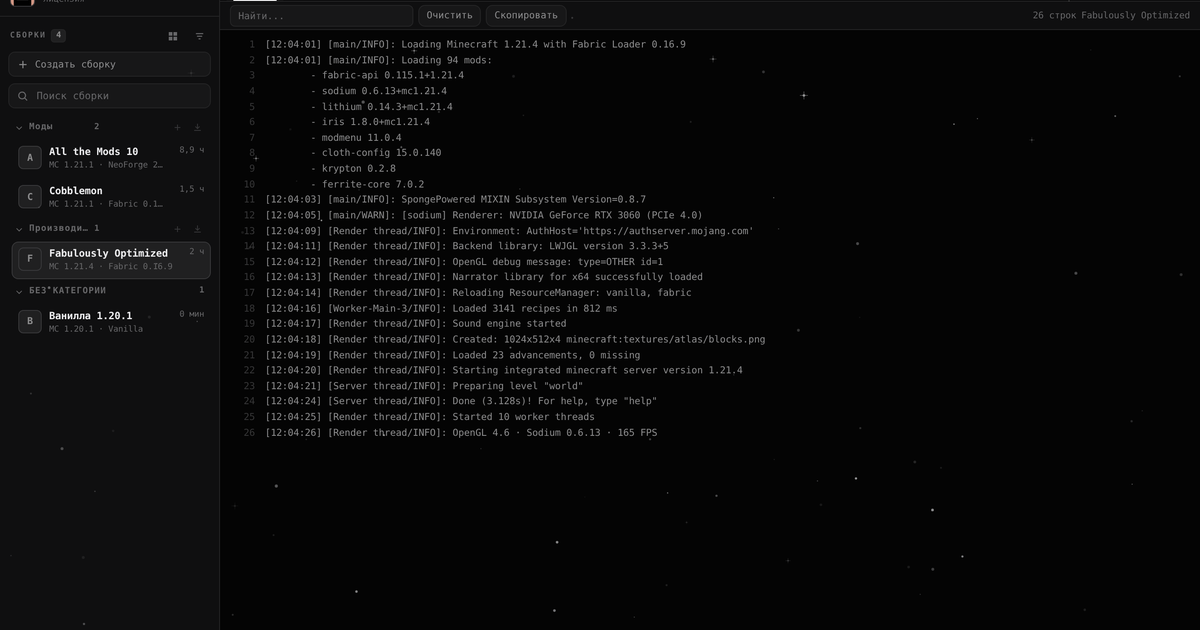 СБОРКИ 4
+ Создать сборку
Поиск сборки
Моды 2
A All the Mods 10 8,9 ч
MC 1.21.1 · NeoForge 2…
C Cobblemon 1,5 ч
MC 1.21.1 · Fabric 0.1…
Производи… 1
F Fabulously Optimized 2 ч
MC 1.21.4 · Fabric 0.16.9
БЕЗ КАТЕГОРИИ 1
B Ванилла 1.20.1 0 мин
MC 1.20.1 · Vanilla
Найти... Очистить Скопировать 26 строк Fabulously Optimized
1 [12:04:01] [main/INFO]: Loading Minecraft 1.21.4 with Fabric Loader 0.16.9
2 [12:04:01] [main/INFO]: Loading 94 mods:
3 - fabric-api 0.115.1+1.21.4
4 - sodium 0.6.13+mc1.21.4
5 - lithium 0.14.3+mc1.21.4
6 - iris 1.8.0+mc1.21.4
7 - modmenu 11.0.4
8 - cloth-config 15.0.140
9 - krypton 0.2.8
10 - ferrite-core 7.0.2
11 [12:04:03] [main/INFO]: SpongePowered MIXIN Subsystem Version=0.8.7
12 [12:04:05] [main/WARN]: [sodium] Renderer: NVIDIA GeForce RTX 3060 (PCIe 4.0)
13 [12:04:09] [Render thread/INFO]: Environment: AuthHost='https://authserver.mojang.com'
14 [12:04:11] [Render thread/INFO]: Backend library: LWJGL version 3.3.3+5
15 [12:04:12] [Render thread/INFO]: OpenGL debug message: type=OTHER id=1
16 [12:04:13] [Render thread/INFO]: Narrator library for x64 successfully loaded
17 [12:04:14] [Render thread/INFO]: Reloading ResourceManager: vanilla, fabric
18 [12:04:16] [Worker-Main-3/INFO]: Loaded 3141 recipes in 812 ms
19 [12:04:17] [Render thread/INFO]: Sound engine started
20 [12:04:18] [Render thread/INFO]: Created: 1024x512x4 minecraft:textures/atlas/blocks.png
21 [12:04:19] [Render thread/INFO]: Loaded 23 advancements, 0 missing
22 [12:04:20] [Render thread/INFO]: Starting integrated minecraft server version 1.21.4
23 [12:04:21] [Server thread/INFO]: Preparing level "world"
24 [12:04:24] [Server thread/INFO]: Done (3.128s)! For help, type "help"
25 [12:04:25] [Render thread/INFO]: Started 10 worker threads
26 [12:04:26] [Render thread/INFO]: OpenGL 4.6 · Sodium 0.6.13 · 165 FPS